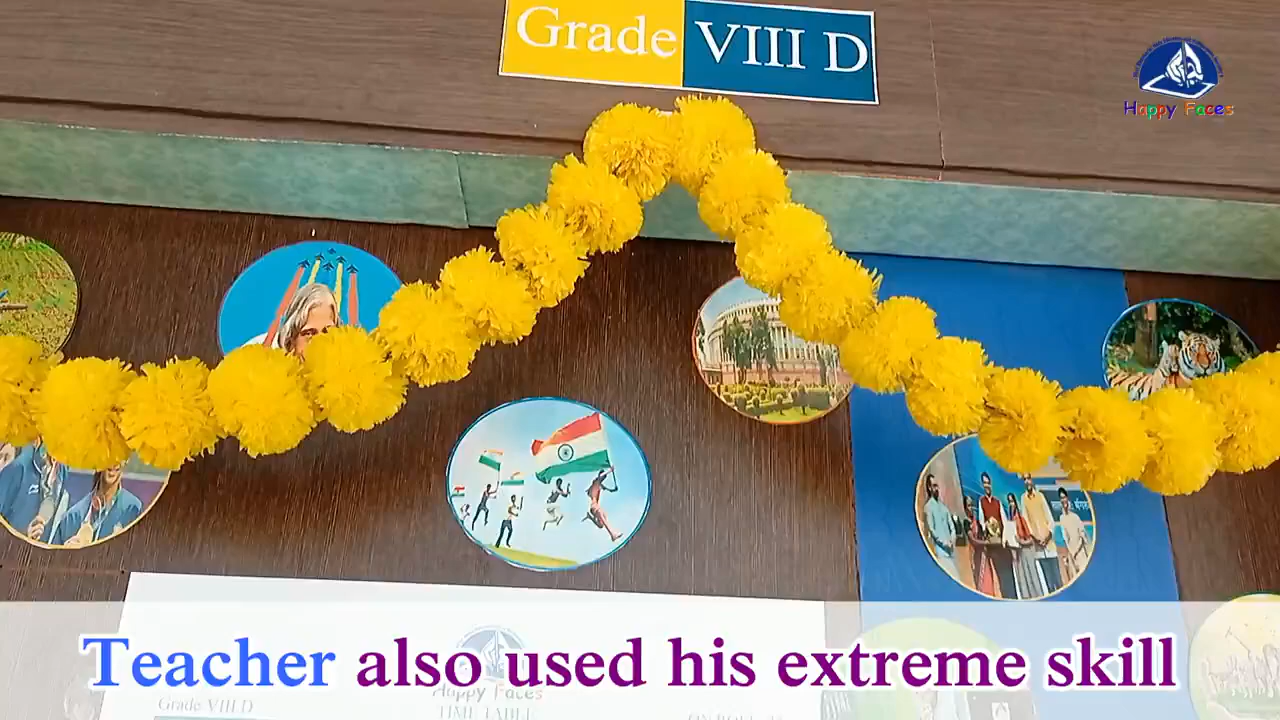 Grade VIII D
Happy Faces
Teacher also used his extreme skill
Happy Faces
Grade VIII D
TIME TABLE